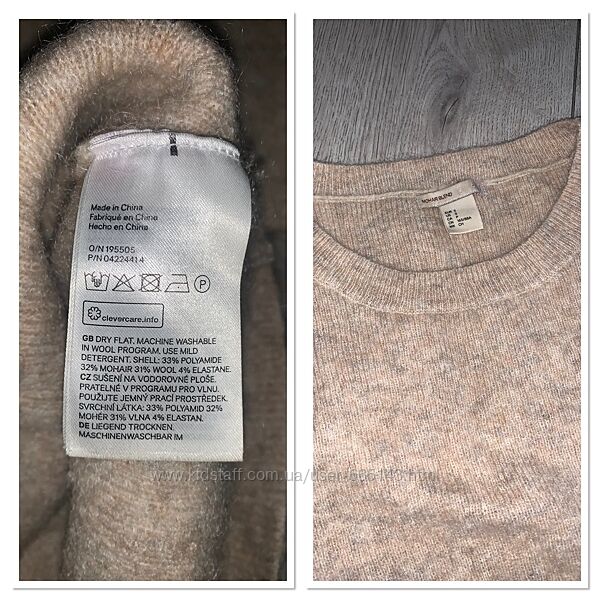 Made in China
Fabriqué en Chine
Hecho en China
O/N 195505
P/N 04224414
P
clevercare.info
GB DRY FLAT. MACHINE WASHABLE
IN WOOL PROGRAM, USE MILD
DETERGENT. SHELL: 33% POLYAMIDE
32% MOHAIR 31% WOOL 4% ELASTANE.
CZ SUŠENÍ NA VODOROVNÉ PLOŠE.
PRATELNÉ V PROGRAMU PRO VLNU.
POUŽIJTE JEMNÝ PRACÍ PROSTŘEDEK.
SVRCHNÍ LÁTKA: 33% POLYAMID 32%
MOHÉR 31% VLNA 4% ELASTAN.
DE LIEGEND TROCKNEN.
MASCHINENWASCHBAR IM
MOHAIR BLEND